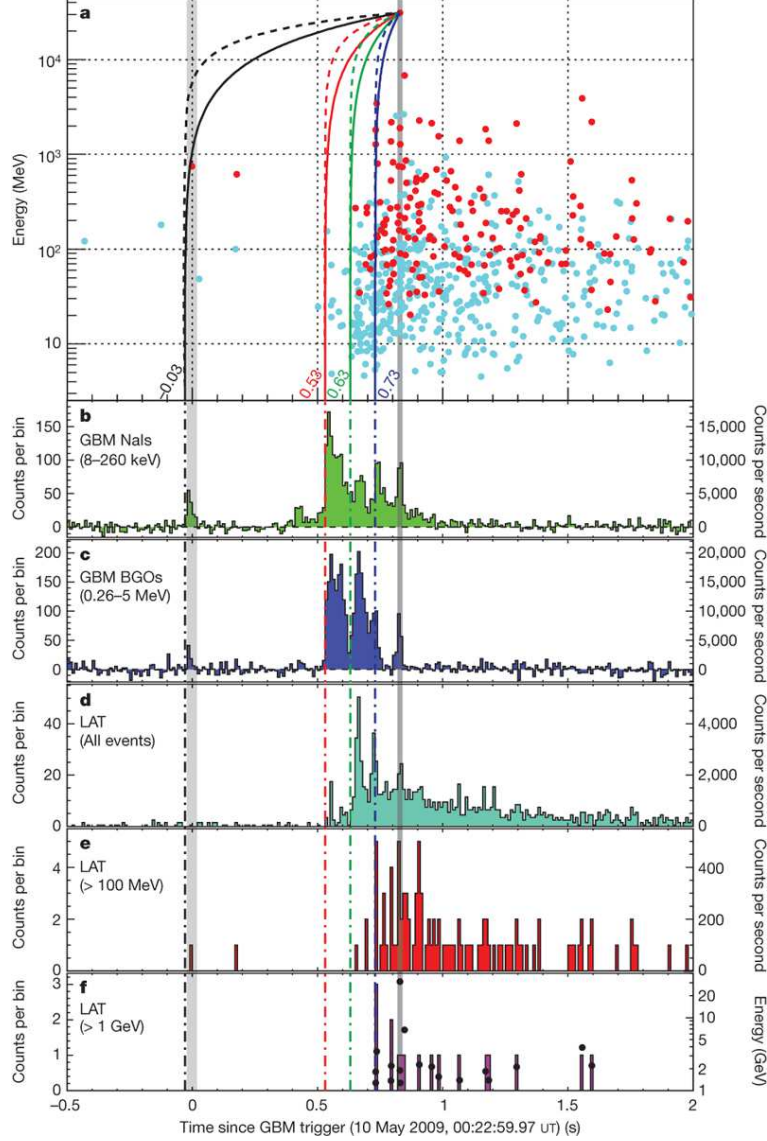 a
10⁴
10³
10²
10
Energy (MeV)
−0.03
0.53
0.63
0.73
b
GBM NaIs
(8–260 keV)
Counts per bin
150
100
50
0
15,000
10,000
5,000
0
Counts per second
c
GBM BGOs
(0.26–5 MeV)
Counts per bin
200
150
100
50
0
20,000
15,000
10,000
5,000
0
Counts per second
d
LAT
(All events)
Counts per bin
40
20
0
4,000
2,000
0
Counts per second
e
LAT
(> 100 MeV)
Counts per bin
4
2
0
400
200
0
Counts per second
f
LAT
(> 1 GeV)
Counts per bin
3
2
1
0
20
10
5
2
1
Energy (GeV)
−0.5 0 0.5 1 1.5 2
Time since GBM trigger (10 May 2009, 00:22:59.97 UT) (s)